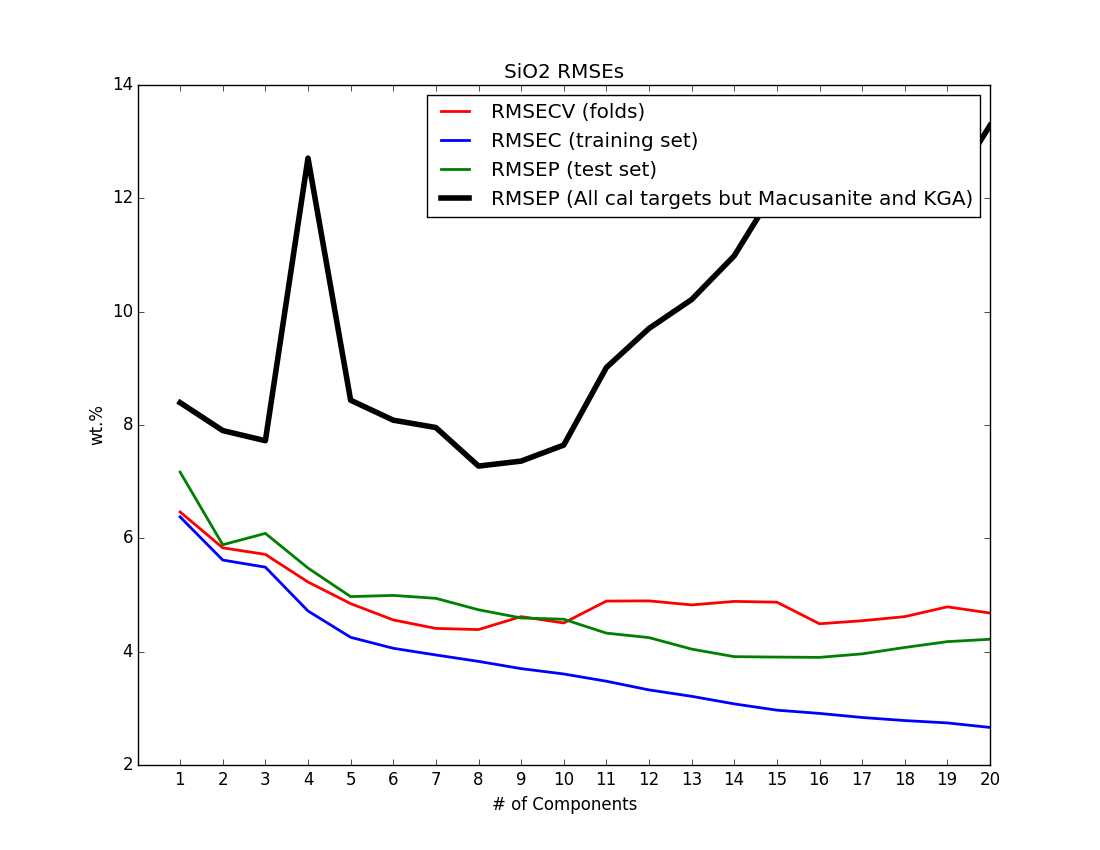 SiO2 RMSEs
14
12
10
8
6
4
2
wt.%
RMSECV (folds)
RMSEC (training set)
RMSEP (test set)
RMSEP (All cal targets but Macusanite and KGA)
1 2 3 4 5 6 7 8 9 10 11 12 13 14 15 16 17 18 19 20
# of Components